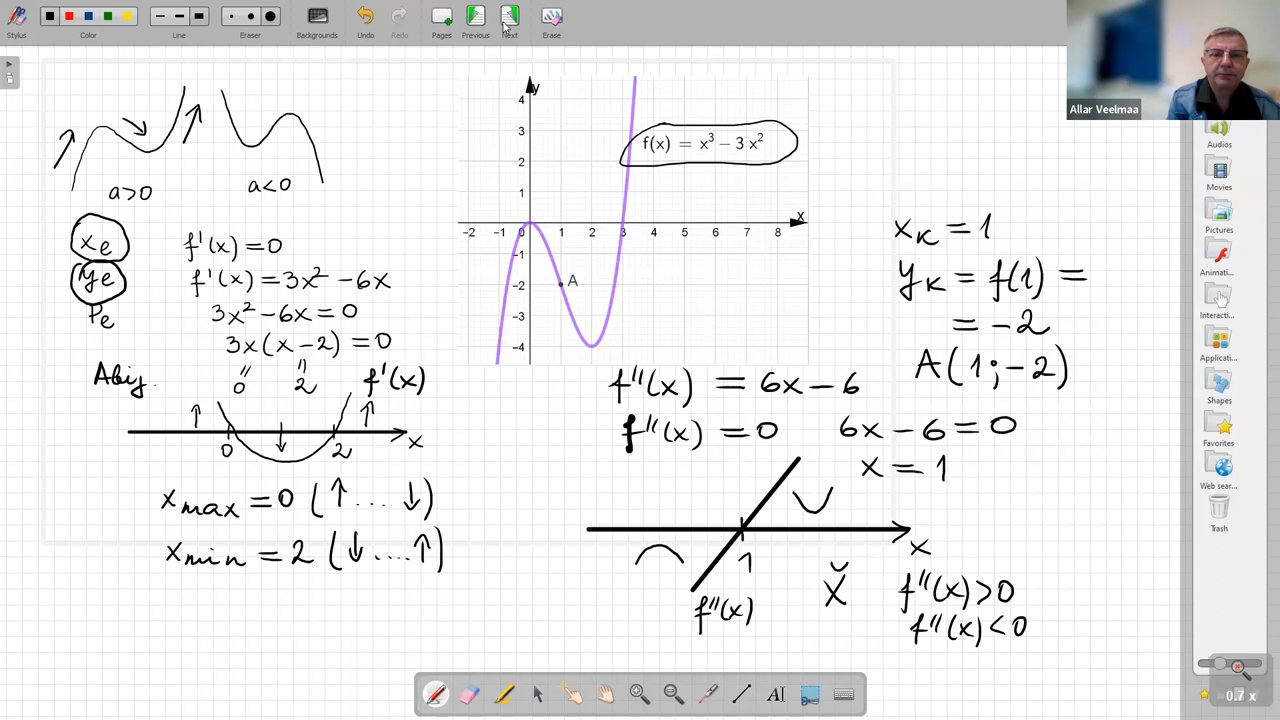 Stylus
Color
Line
Eraser
Backgrounds
Undo
Redo
Pages
Previous
Next
Erase
Allar Veelmaa
Audios
Movies
Pictures
Animati...
Interacti...
Applicati...
Shapes
Favorites
Web sear...
Trash
0.7 x
a>0
a<0
xe
ye
Pe
f'(x) = 0
f'(x) = 3x² − 6x
3x² − 6x = 0
3x(x − 2) = 0
Abig.
0
2
f'(x)
0
2
x
x max = 0 (↑ .... ↓)
x min = 2 (↓ .... ↑)
y
4
3
2
1
−2 −1 0 1 2 3 4 5 6 7 8
x
−1
−2
−3
−4
A
f(x) = x³ − 3 x²
xK = 1
yK = f(1) =
= −2
A(1; −2)
f''(x) = 6x − 6
f''(x) = 0 6x − 6 = 0
x = 1
1
x
f''(x)
X̆
f''(x) > 0
f''(x) < 0
AI